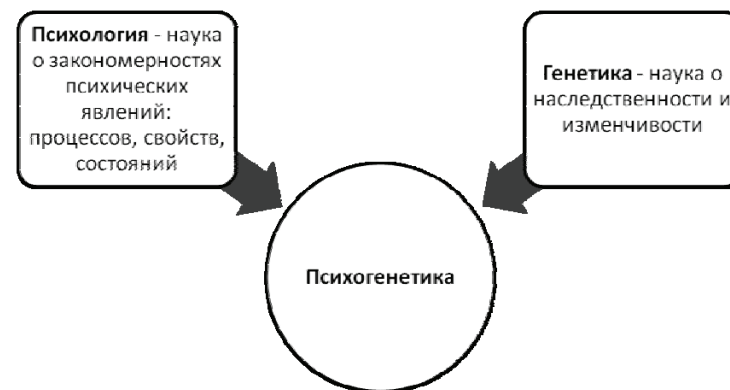 Психология - наука
о закономерностях
психических
явлений:
процессов, свойств,
состояний
Генетика - наука о
наследственности и
изменчивости
Психогенетика